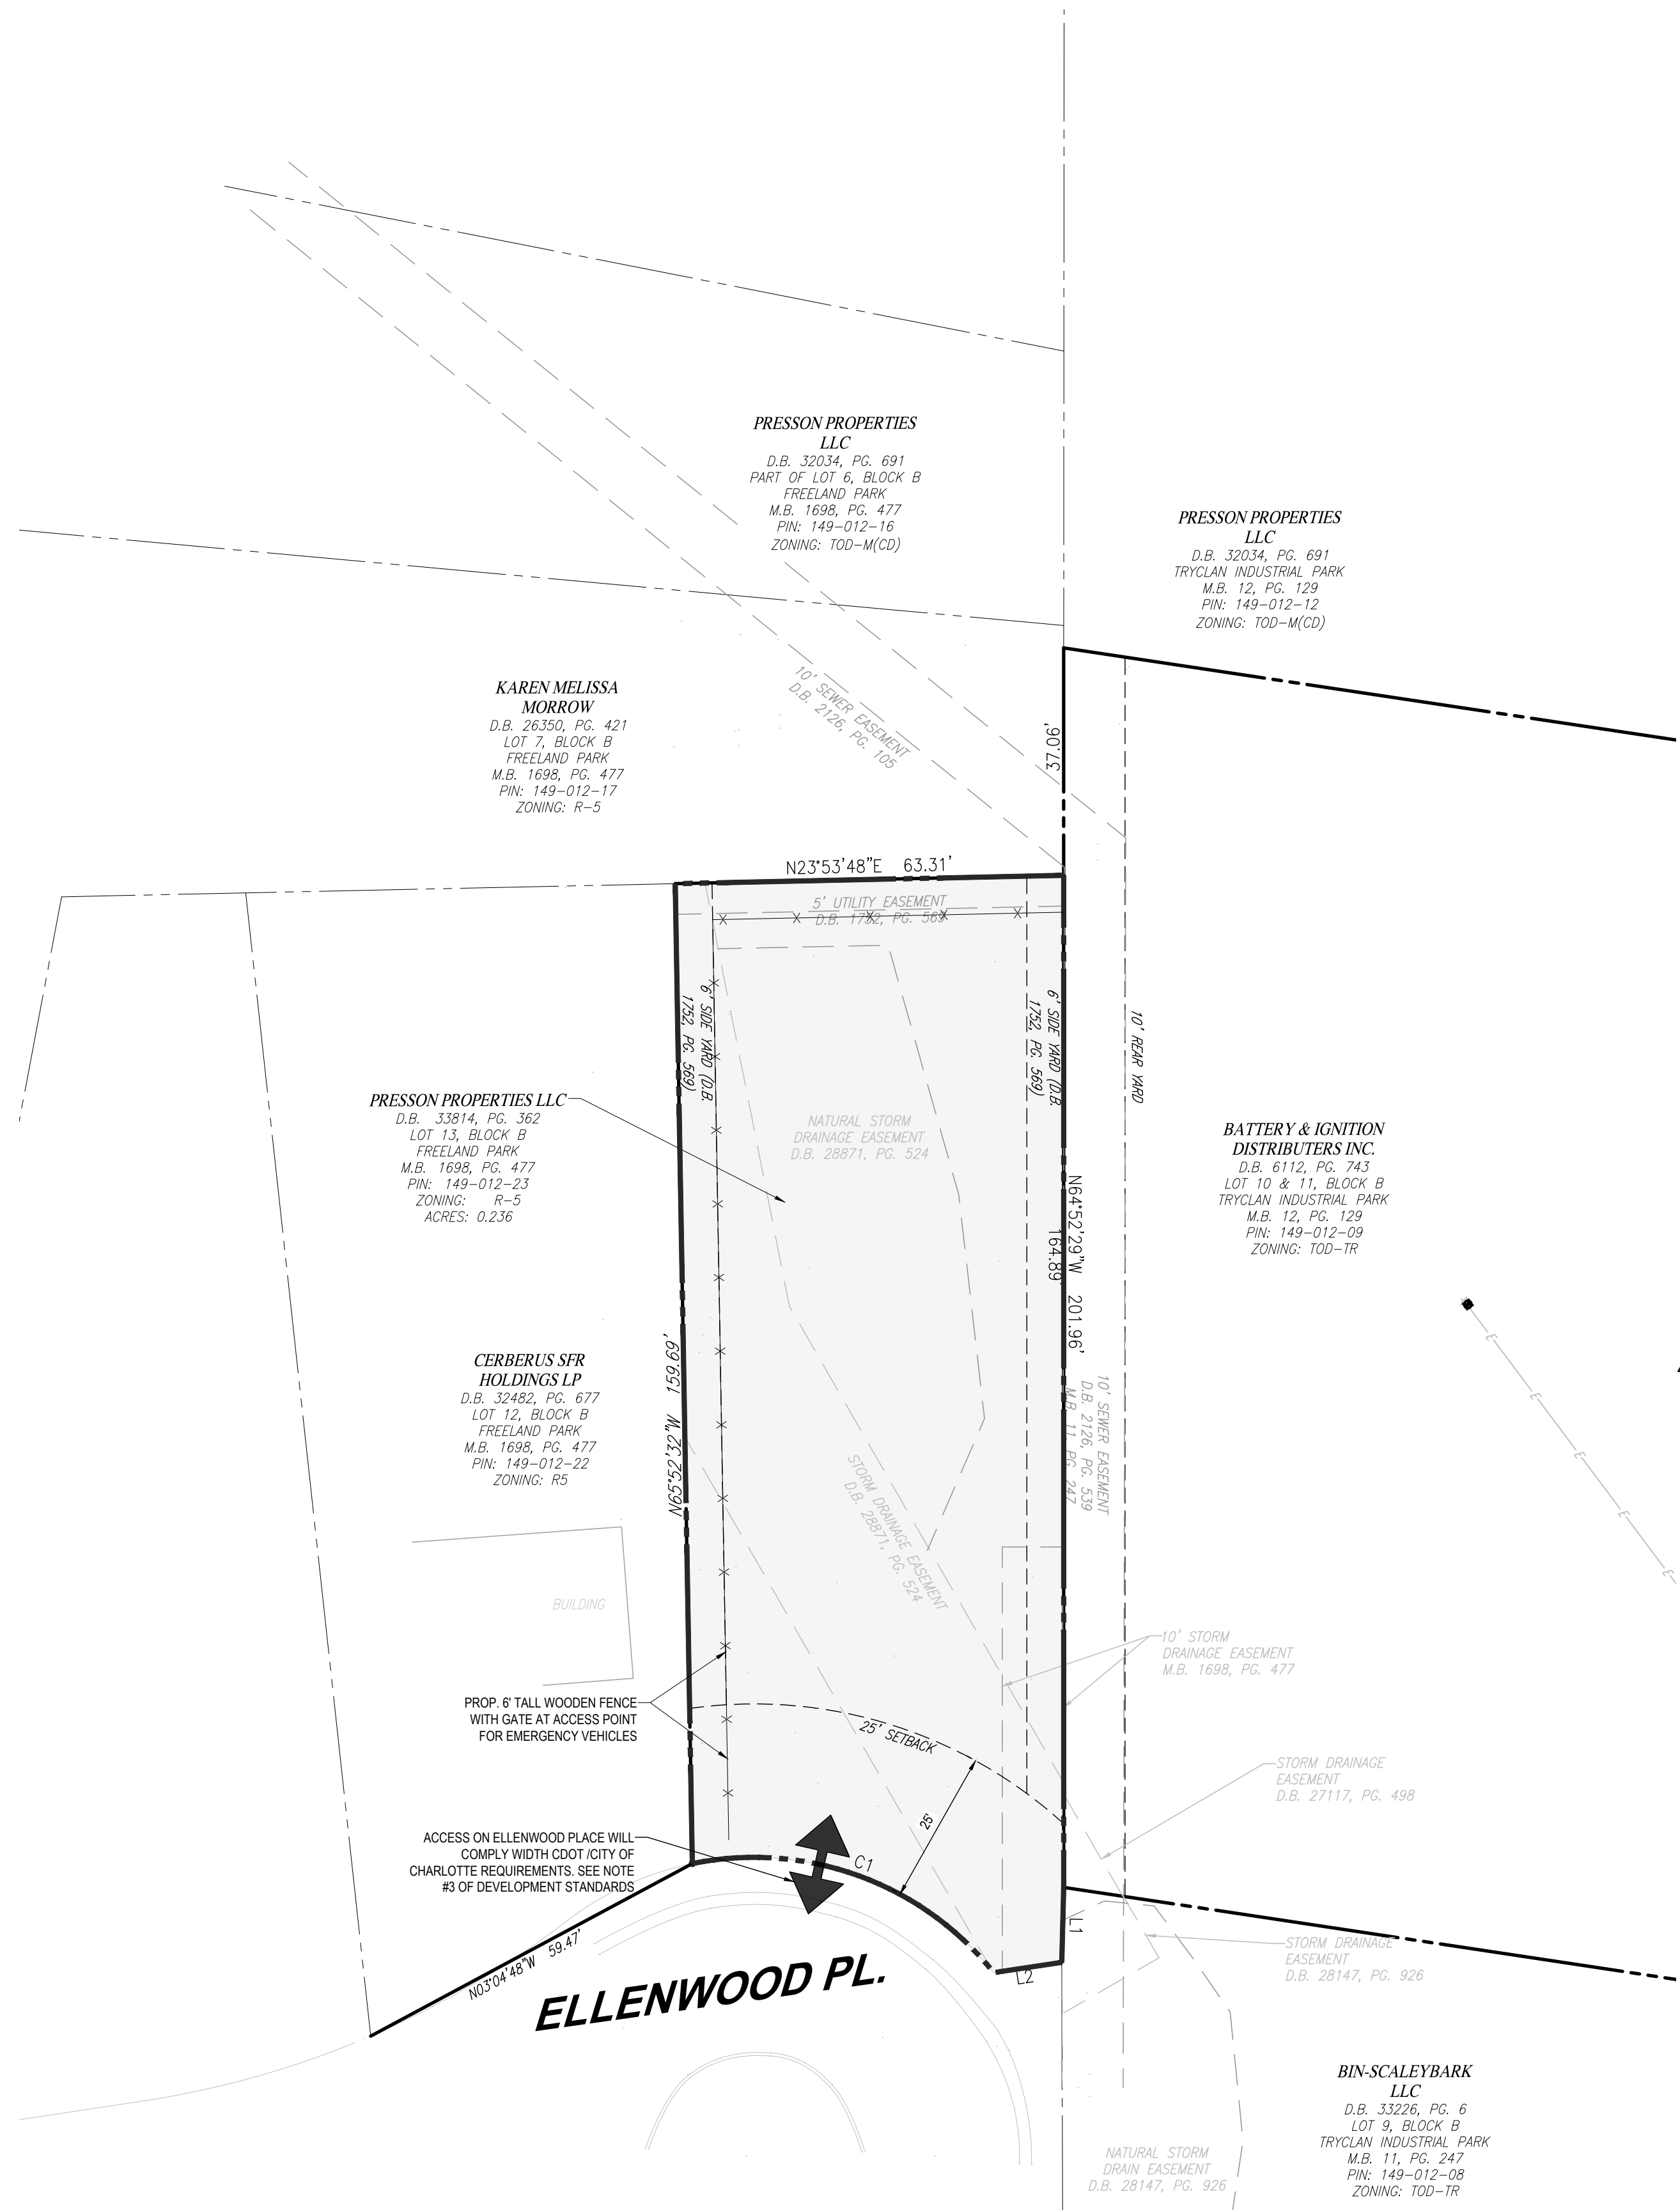 PRESSON PROPERTIES
LLC
D.B. 32034, PG. 691
PART OF LOT 6, BLOCK B
FREELAND PARK
M.B. 1698, PG. 477
PIN: 149-012-16
ZONING: TOD-M(CD)
PRESSON PROPERTIES
LLC
D.B. 32034, PG. 691
TRYCLAN INDUSTRIAL PARK
M.B. 12, PG. 129
PIN: 149-012-12
ZONING: TOD-M(CD)
KAREN MELISSA
MORROW
D.B. 26350, PG. 421
LOT 7, BLOCK B
FREELAND PARK
M.B. 1698, PG. 477
PIN: 149-012-17
ZONING: R-5
10' SEWER EASEMENT
D.B. 2126, PG. 105
37.06'
N23°53'48"E 63.31'
5' UTILITY EASEMENT
D.B. 1752, PG. 569
6' SIDE YARD (D.B.
1752, PG. 569)
6' SIDE YARD (D.B.
1752, PG. 569)
10' REAR YARD
PRESSON PROPERTIES LLC
D.B. 33814, PG. 362
LOT 13, BLOCK B
FREELAND PARK
M.B. 1698, PG. 477
PIN: 149-012-23
ZONING: R-5
ACRES: 0.236
NATURAL STORM
DRAINAGE EASEMENT
D.B. 28871, PG. 524
BATTERY & IGNITION
DISTRIBUTERS INC.
D.B. 6112, PG. 743
LOT 10 & 11, BLOCK B
TRYCLAN INDUSTRIAL PARK
M.B. 12, PG. 129
PIN: 149-012-09
ZONING: TOD-TR
N64°52'29"W 201.96'
164.89'
CERBERUS SFR
HOLDINGS LP
D.B. 32482, PG. 677
LOT 12, BLOCK B
FREELAND PARK
M.B. 1698, PG. 477
PIN: 149-012-22
ZONING: R5
N65°52'32"W 159.69'
10' SEWER EASEMENT
D.B. 2126, PG. 539
M.B. 11 PG. 247
E
E
E
E
E
STORM DRAINAGE EASEMENT
D.B. 28871, PG. 524
BUILDING
10' STORM
DRAINAGE EASEMENT
M.B. 1698, PG. 477
PROP. 6' TALL WOODEN FENCE
WITH GATE AT ACCESS POINT
FOR EMERGENCY VEHICLES
25' SETBACK
25'
STORM DRAINAGE
EASEMENT
D.B. 27117, PG. 498
ACCESS ON ELLENWOOD PLACE WILL
COMPLY WIDTH CDOT /CITY OF
CHARLOTTE REQUIREMENTS. SEE NOTE
#3 OF DEVELOPMENT STANDARDS
C1
L1
L2
STORM DRAINAGE
EASEMENT
D.B. 28147, PG. 926
N03°04'48"W 59.47'
ELLENWOOD PL.
BIN-SCALEYBARK
LLC
D.B. 33226, PG. 6
LOT 9, BLOCK B
TRYCLAN INDUSTRIAL PARK
M.B. 11, PG. 247
PIN: 149-012-08
ZONING: TOD-TR
NATURAL STORM
DRAIN EASEMENT
D.B. 28147, PG. 926